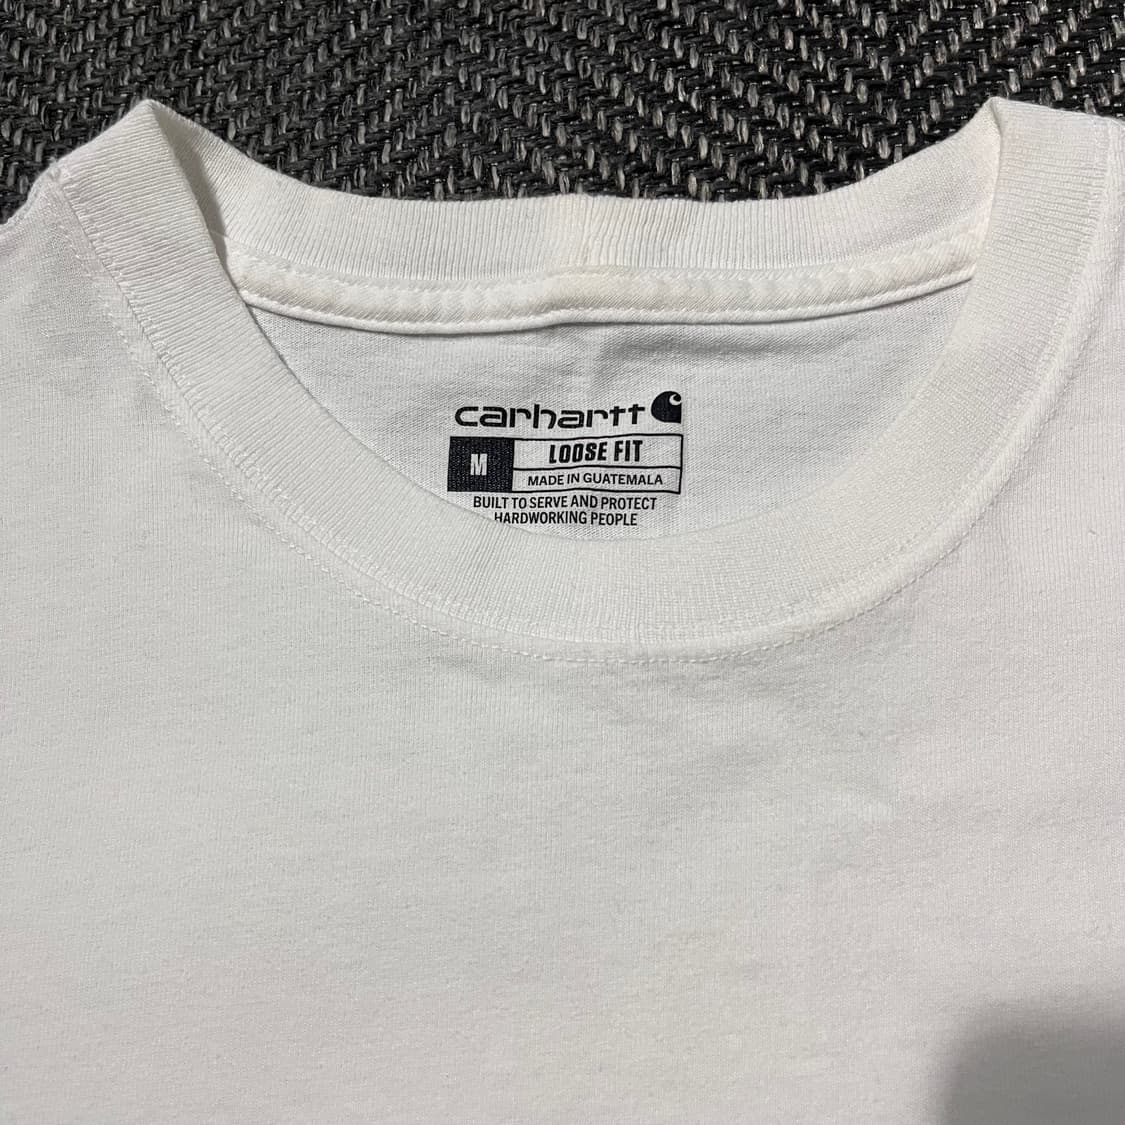 carhartt
M
LOOSE FIT
MADE IN GUATEMALA
BUILT TO SERVE AND PROTECT
HARDWORKING PEOPLE